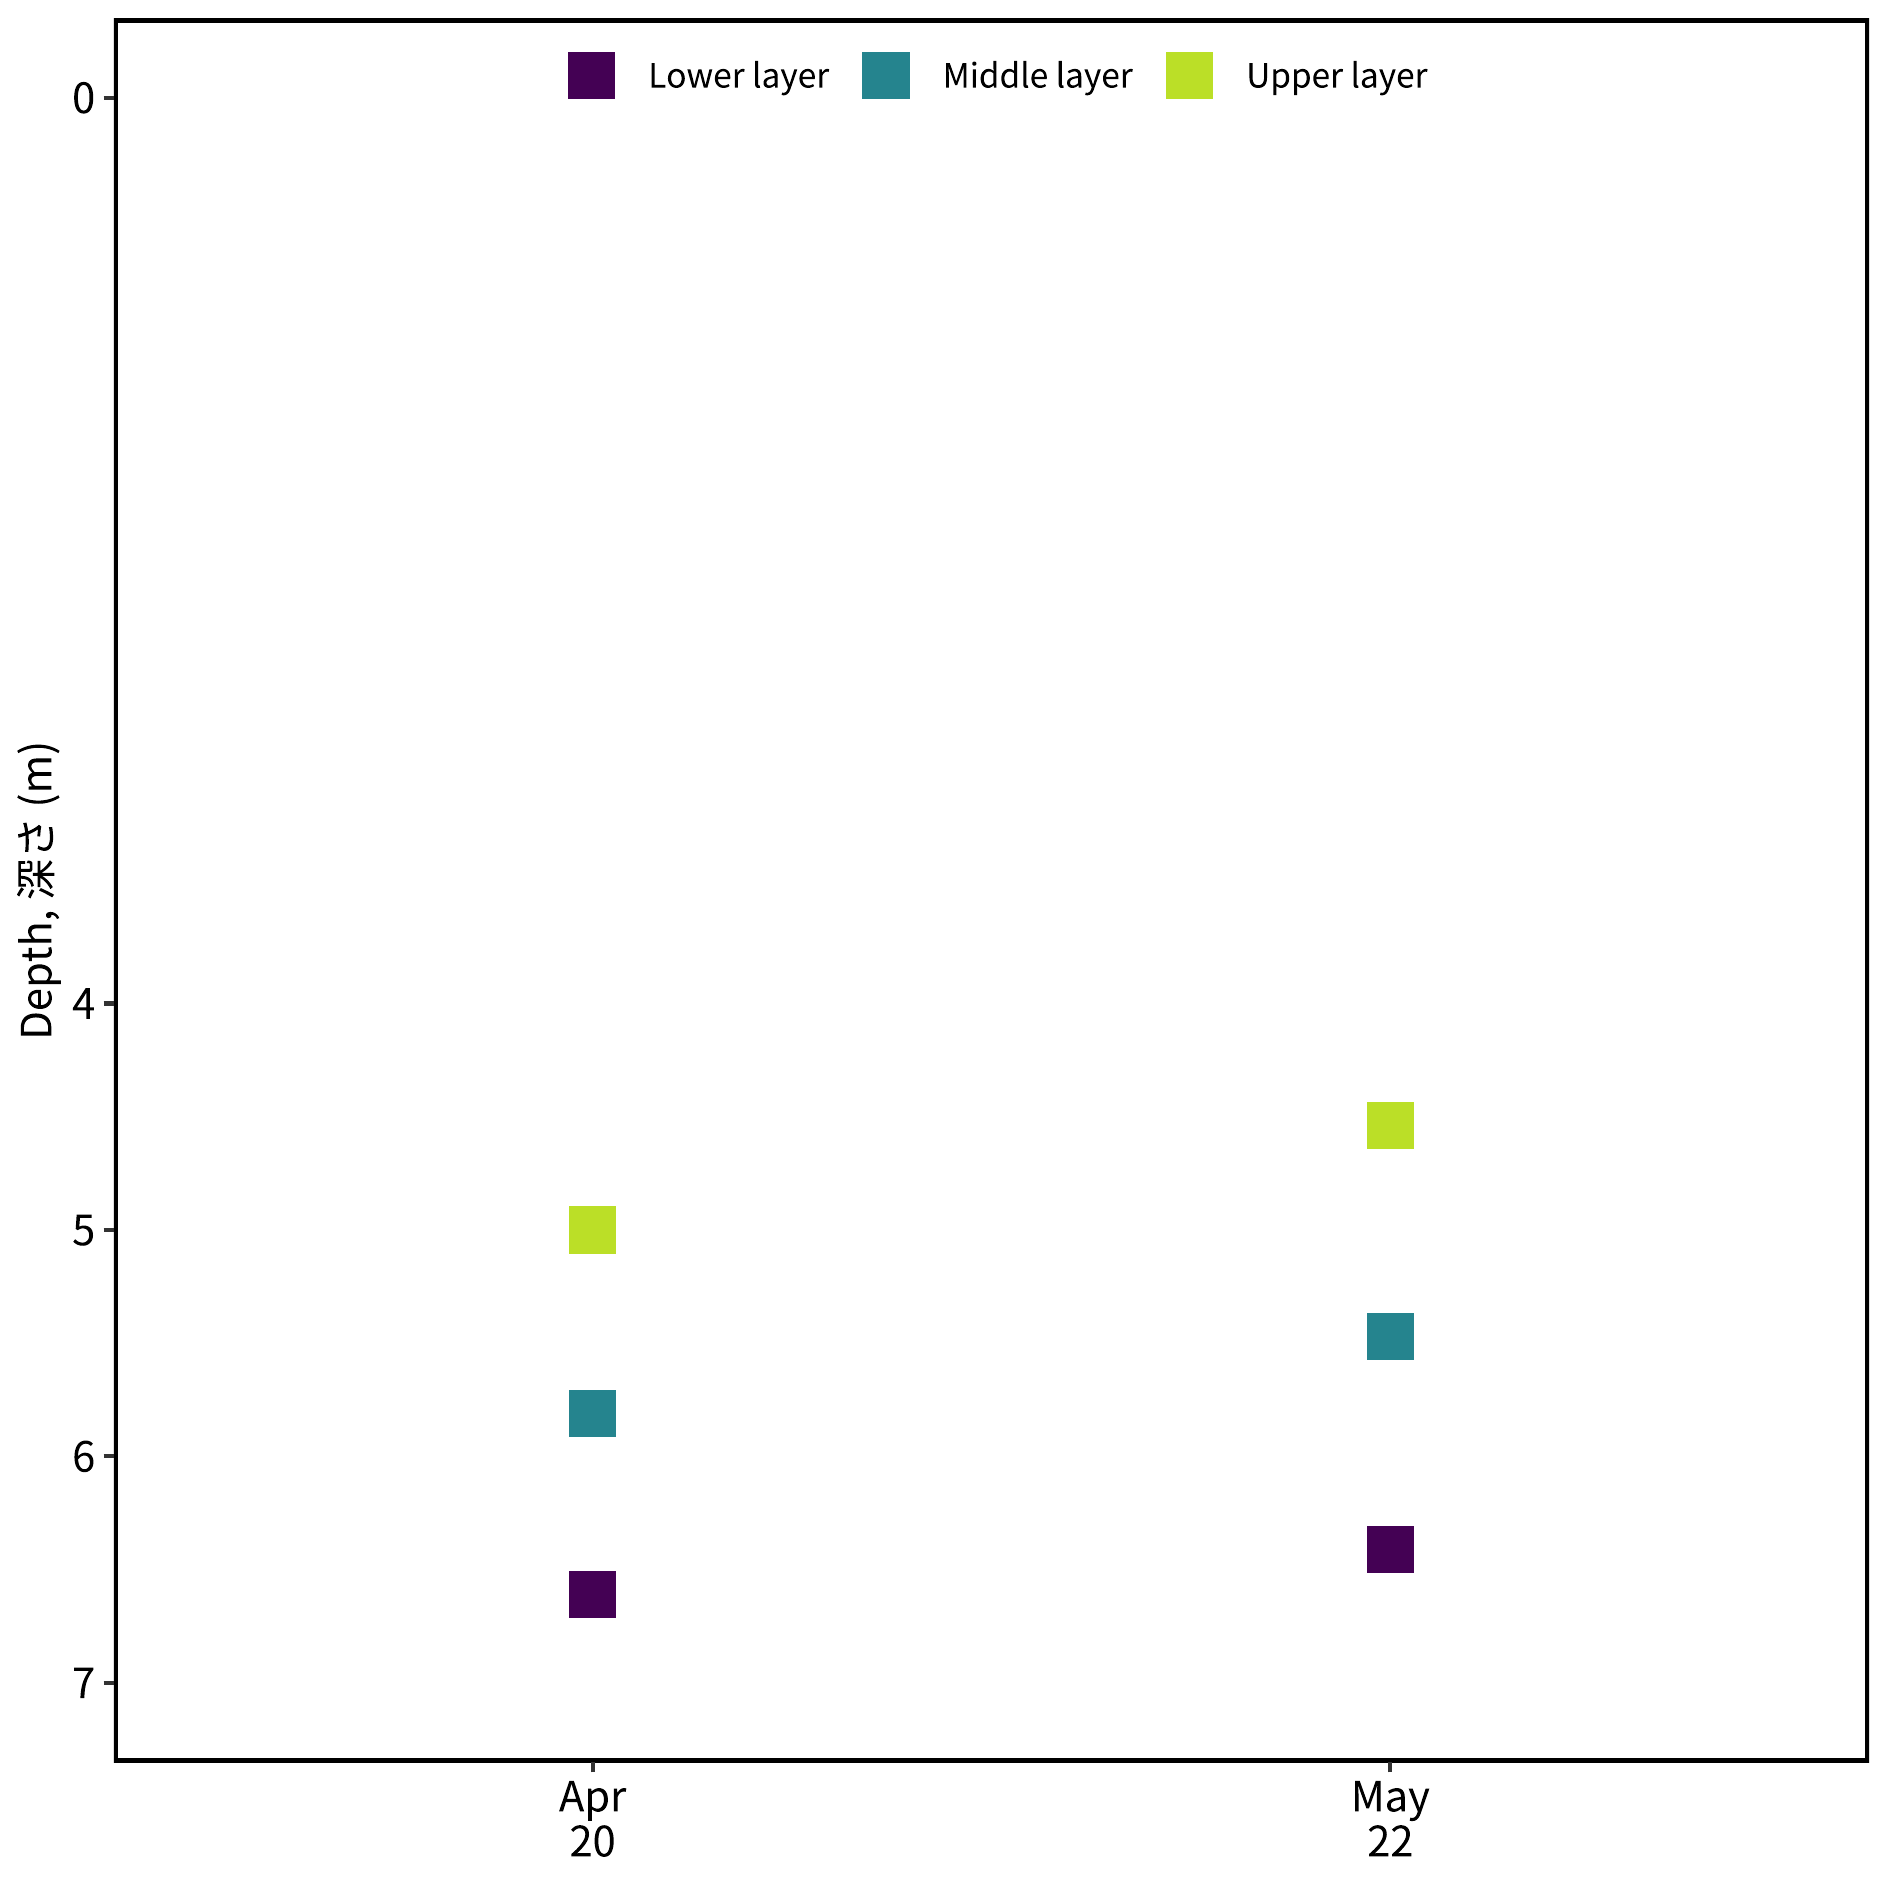 Lower layer
Middle layer
Upper layer
Depth, 深さ (m)
0
4
5
6
7
Apr
20
May
22